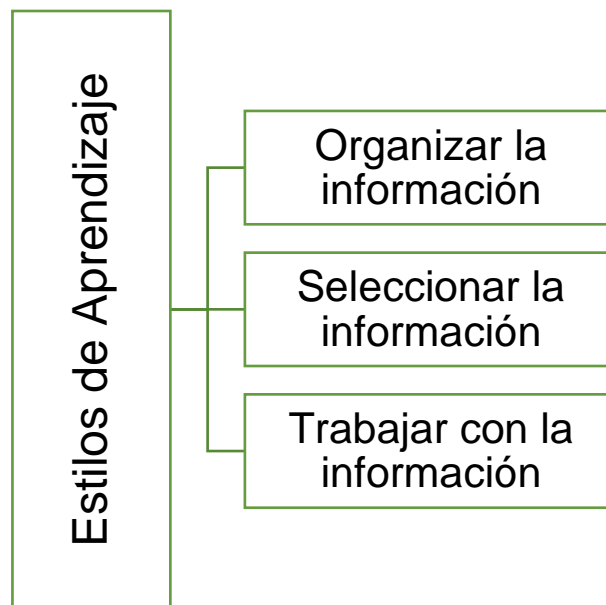 Estilos de Aprendizaje
Organizar la
información
Seleccionar la
información
Trabajar con la
información